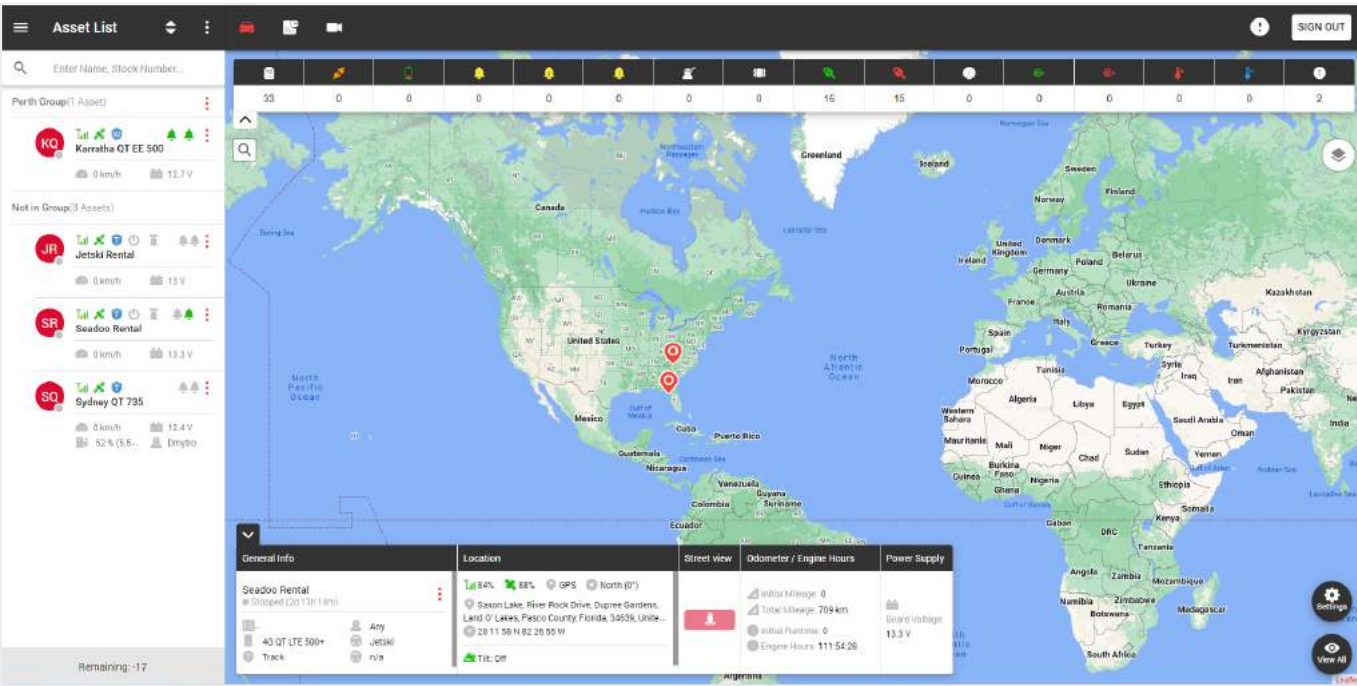 Asset List
SIGN OUT
Enter Name, Stock Number...
33 0 0 0 0 0 0 0 16 15 0 0 0 0 0 2
Perth Group(1 Asset)
KQ
Karratha QT EE 500
0 km/h 12.7 V
Not in Group(3 Assets)
JR
Jetski Rental
0 km/h 13 V
SR
Seadoo Rental
0 km/h 13.3 V
SQ
Sydney QT 735
0 km/h 12.4 V
52 % (5.5... Dmytro
Remaining: -17
Norwegian Sea
Greenland
Iceland
Sweden
Finland
Norway
Canada
Hudson Bay
Bering Sea
Labrador Sea
United Kingdom
Denmark
Ireland
Belarus
Poland
Germany
Ukraine
Austria
Kazakhstan
France
Romania
Italy
Kyrgyzstan
Spain
Greece
Turkey
Turkmenistan
Portugal
United States
North
Atlantic
Ocean
Syria
Afghanistan
Tunisia
Iraq
Iran
Morocco
Pakistan
North
Pacific
Ocean
Algeria
Libya
Egypt
Gulf of
Mexico
Western
Sahara
Saudi Arabia
India
Mexico
Cuba
Puerto Rico
Oman
Mauritania
Mali
Niger
Sudan
Yemen
Guatemala
Caribbean Sea
Chad
Nicaragua
Burkina
Faso
Guinea
Nigeria
Ethiopia
Venezuela
Guyana
Ghana
Colombia
Suriname
Somalia
Ecuador
Gabon
Kenya
DRC
Tanzania
Angola
Zambia
Mozambique
Namibia
Zimbabwe
Botswana
Madagascar
South Africa
Argentina
General Info
Seadoo Rental
Stopped (2d 17h 18m)
Any
4G QT LTE 500+ Jetski
Track n/a
Location
84% 88% GPS North (0°)
Saxon Lake, River Rock Drive, Dupree Gardens,
Land O' Lakes, Pasco County, Florida, 34639, Unite...
28 11 58 N 82 26 55 W
Tilt: Off
Street view
Odometer / Engine Hours
Initial Mileage: 0
Total Mileage: 709 km
Initial Runtime: 0
Engine Hours: 111:54:26
Power Supply
Board Voltage
13.3 V
Settings
View All